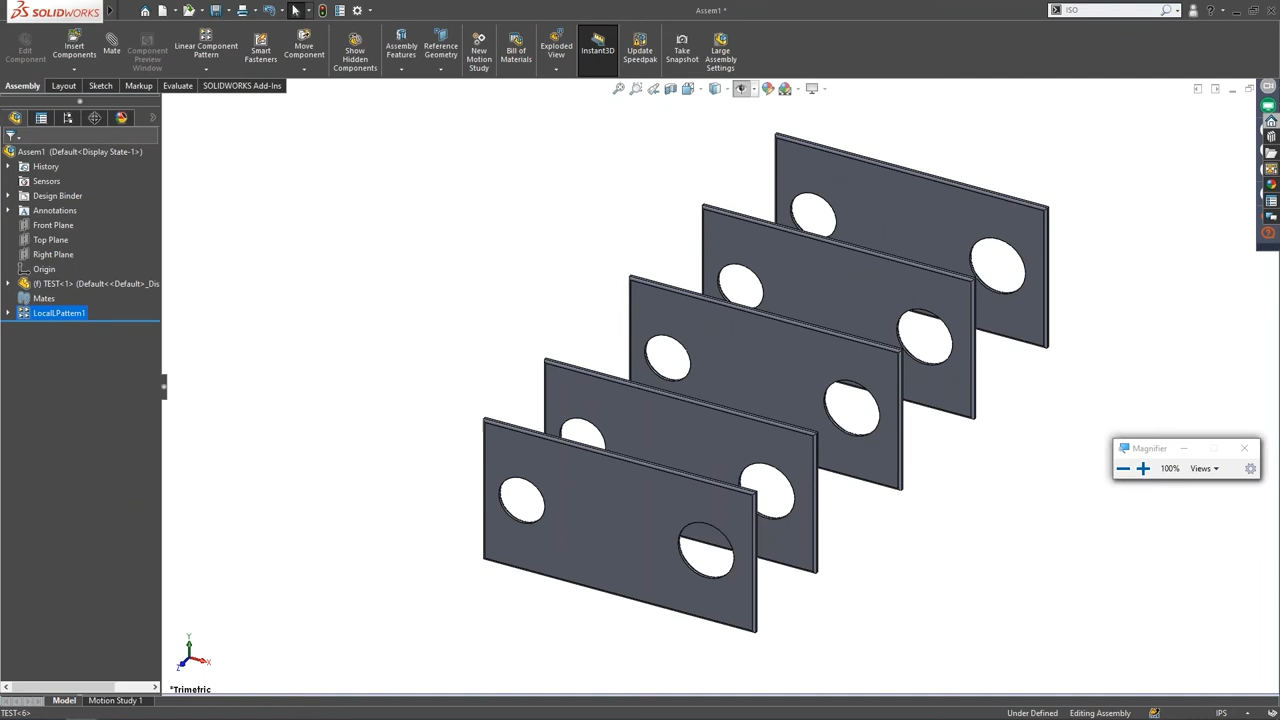 SOLIDWORKS
Assem1 *
ISO
Edit
Component
Insert
Components
Mate
Component
Preview
Window
Linear Component
Pattern
Smart
Fasteners
Move
Component
Show
Hidden
Components
Assembly
Features
Reference
Geometry
New
Motion
Study
Bill of
Materials
Exploded
View
Instant3D
Update
Speedpak
Take
Snapshot
Large
Assembly
Settings
Assembly
Layout
Sketch
Markup
Evaluate
SOLIDWORKS Add-Ins
Assem1 (Default<Display State-1>)
History
Sensors
Design Binder
Annotations
Front Plane
Top Plane
Right Plane
Origin
(f) TEST<1> (Default<<Default>_Dis
Mates
LocalLPattern1
CH
Magnifier
100%
Views
Y
X
Z
*Trimetric
Model
Motion Study 1
TEST<6>
Under Defined
Editing Assembly
IPS